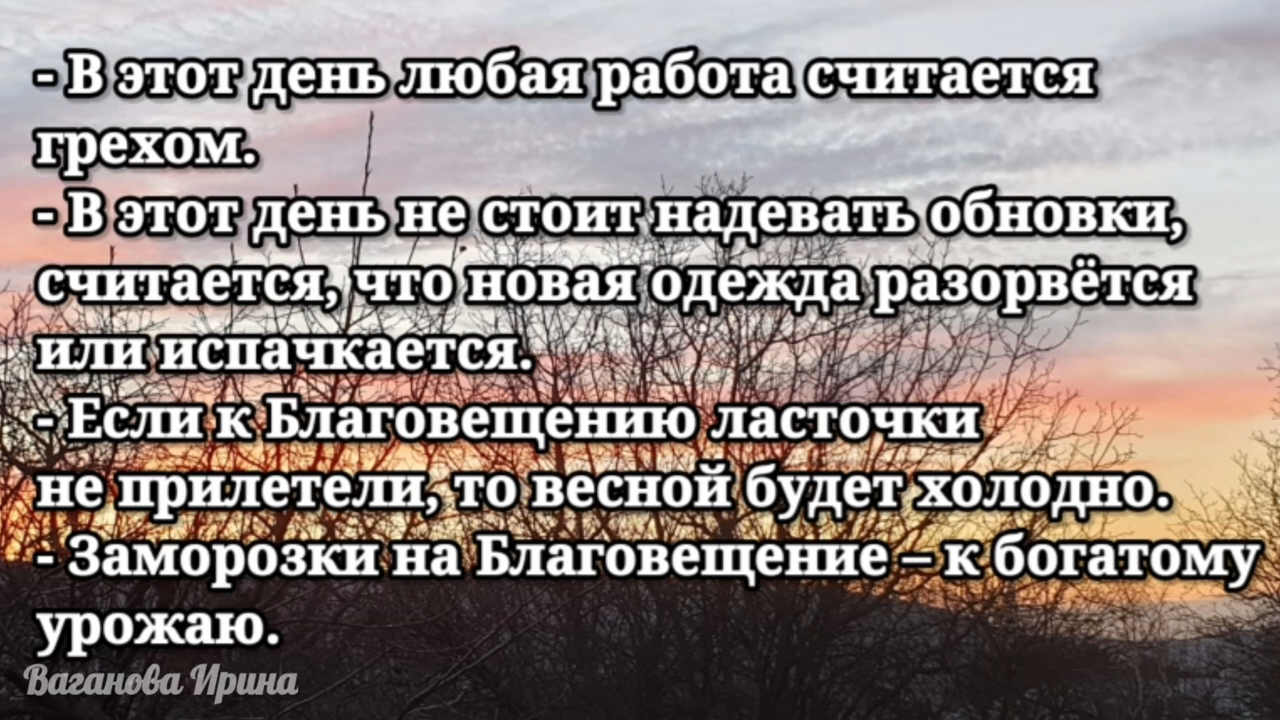 - В этот день любая работа считается
грехом.
- В этот день не стоит надевать обновки,
считается, что новая одежда разорвётся
или испачкается.
- Если к Благовещению ласточки
не прилетели, то весной будет холодно.
- Заморозки на Благовещение – к богатому
урожаю.
Ваганова Ирина